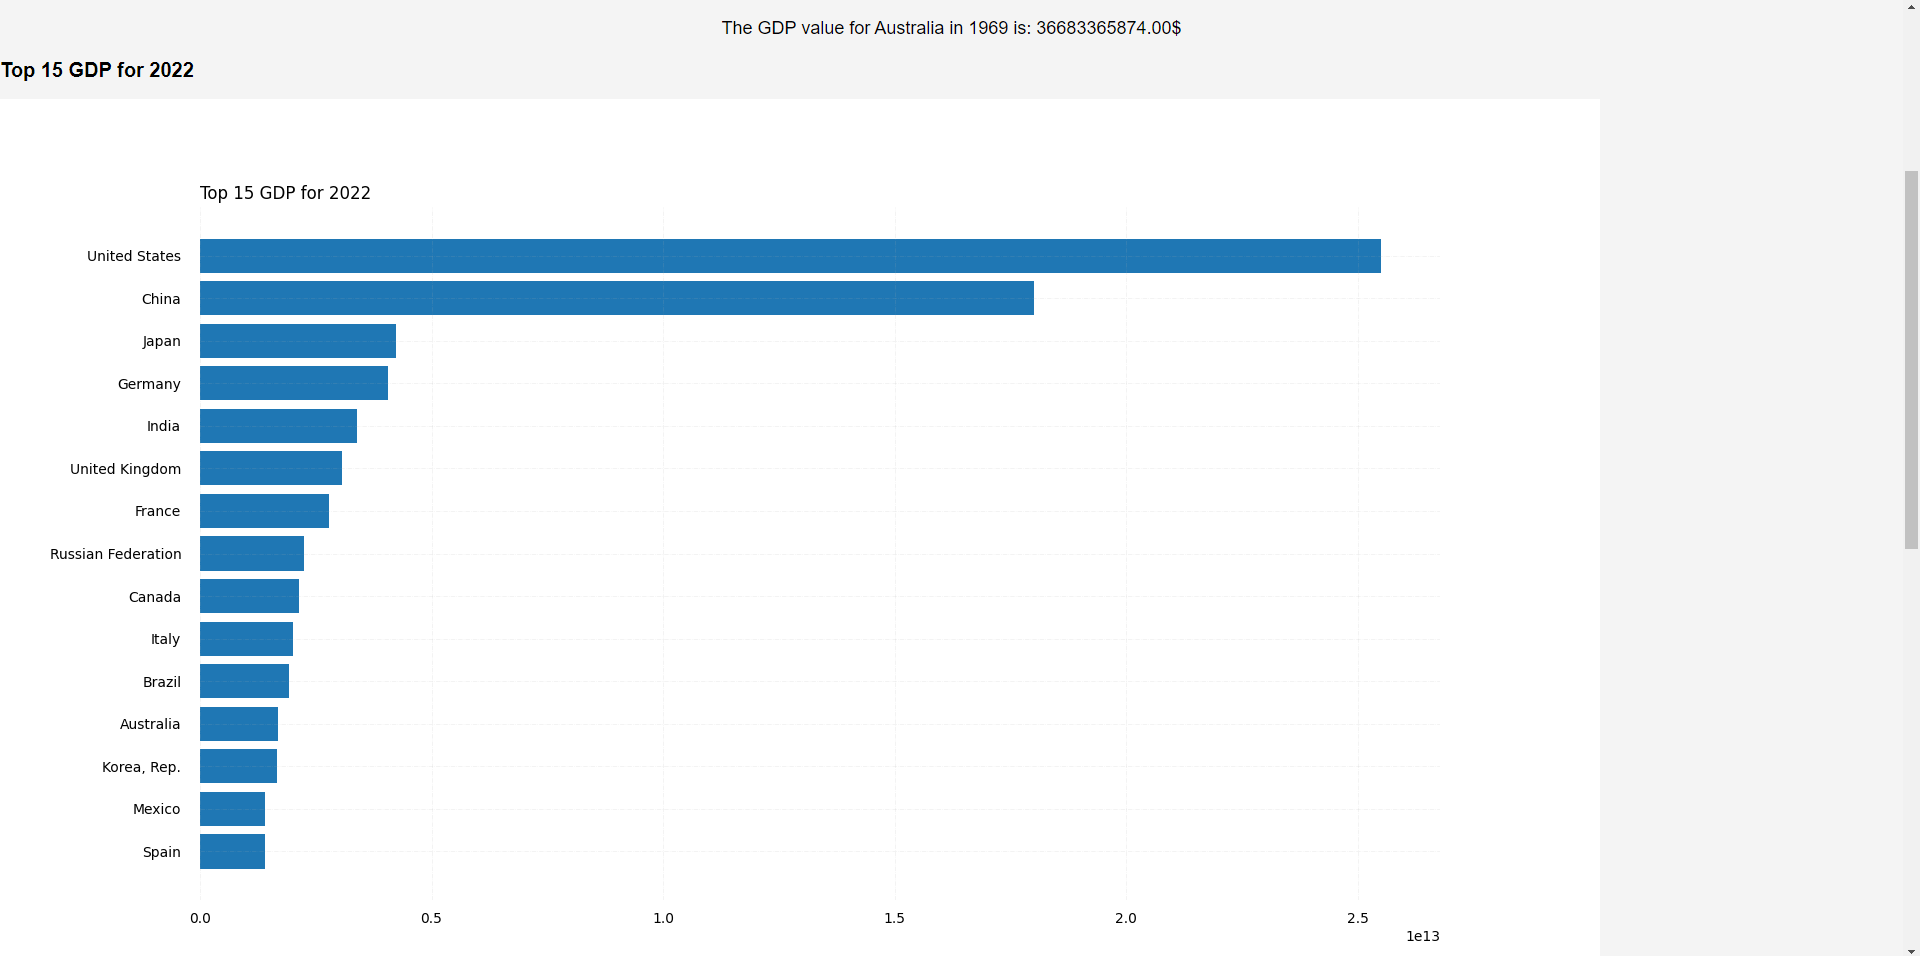 The GDP value for Australia in 1969 is: 36683365874.00$
Top 15 GDP for 2022
Top 15 GDP for 2022
United States
China
Japan
Germany
India
United Kingdom
France
Russian Federation
Canada
Italy
Brazil
Australia
Korea, Rep.
Mexico
Spain
0.0 0.5 1.0 1.5 2.0 2.5
1e13